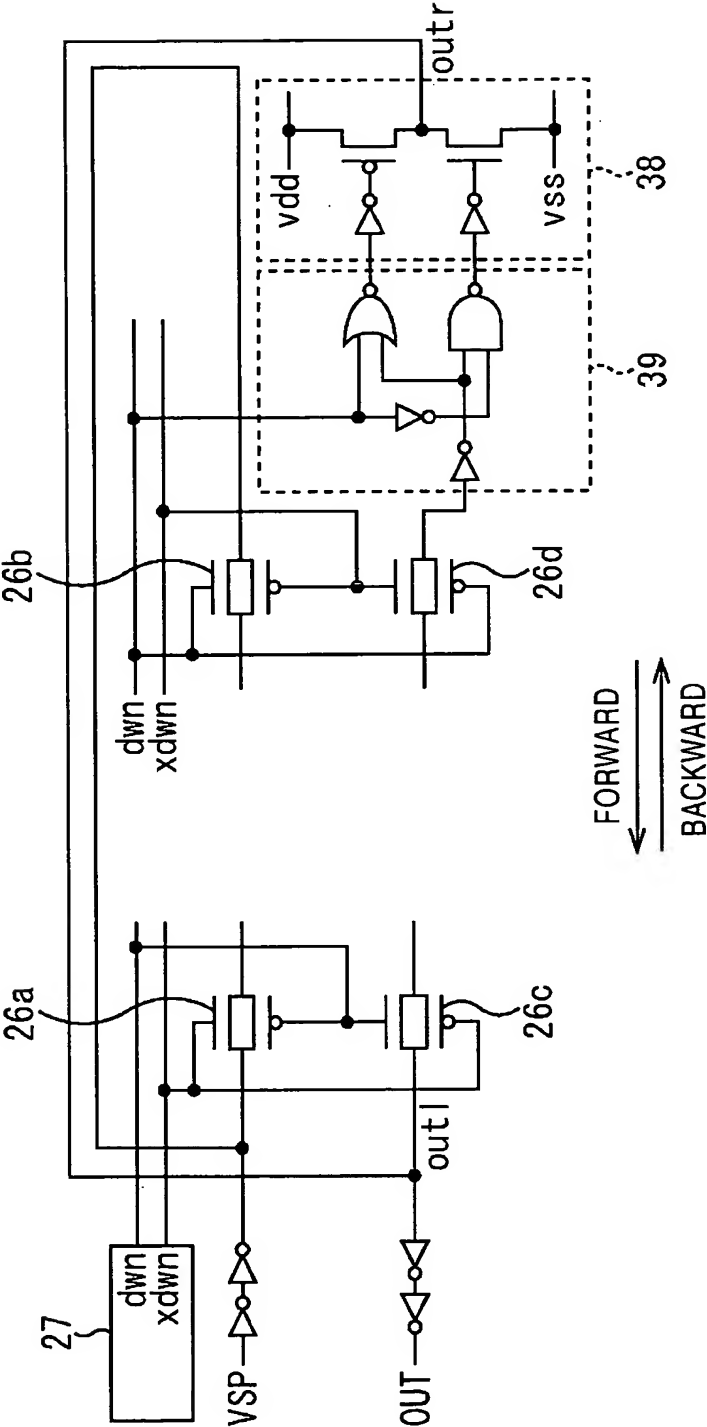 27
dwn
xdwn
VSP
OUT
outl
26a
26c
dwn
xdwn
26b
26d
39
38
vdd
vss
outr
FORWARD
BACKWARD